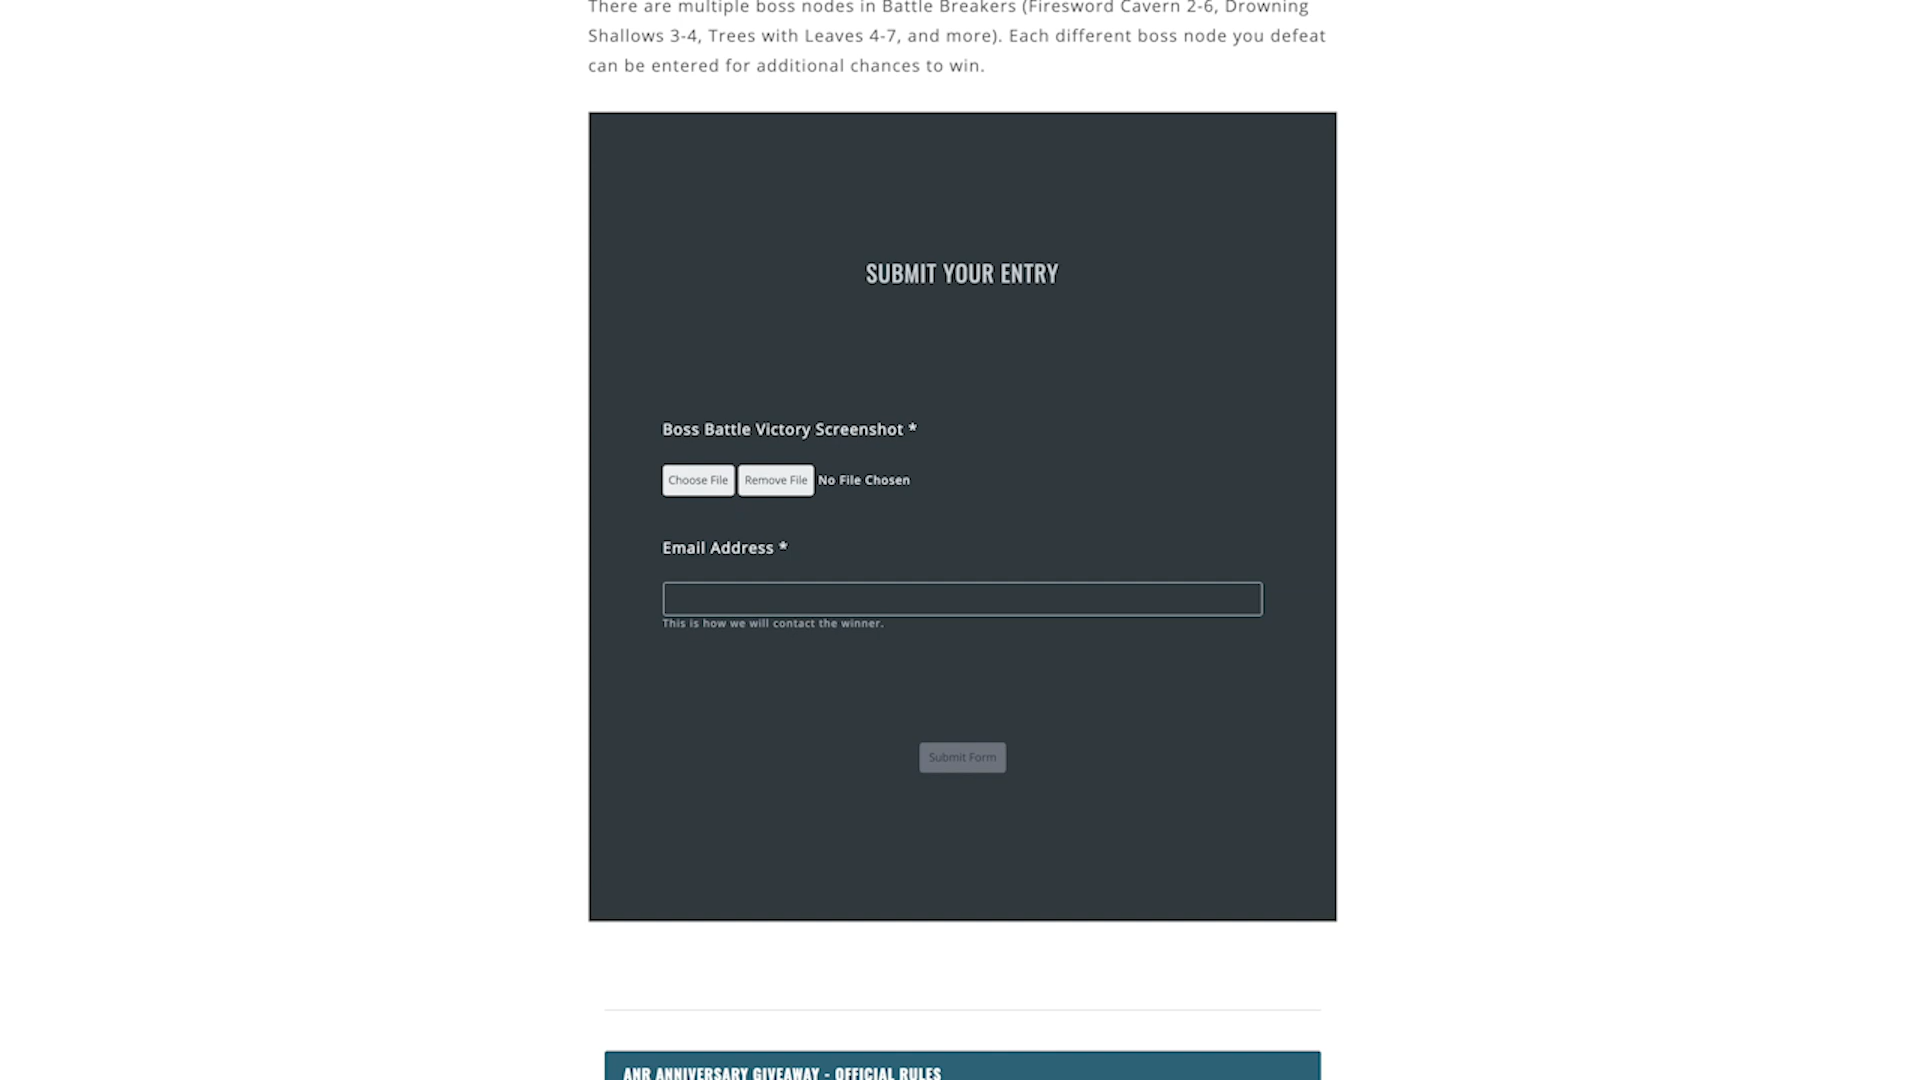 There are multiple boss nodes in Battle Breakers (Firesword Cavern 2-6, Drowning
Shallows 3-4, Trees with Leaves 4-7, and more). Each different boss node you defeat
can be entered for additional chances to win.
SUBMIT YOUR ENTRY
Boss Battle Victory Screenshot *
Choose File Remove File No File Chosen
Email Address *
This is how we will contact the winner.
Submit Form
ANR ANNIVERSARY GIVEAWAY - OFFICIAL RULES